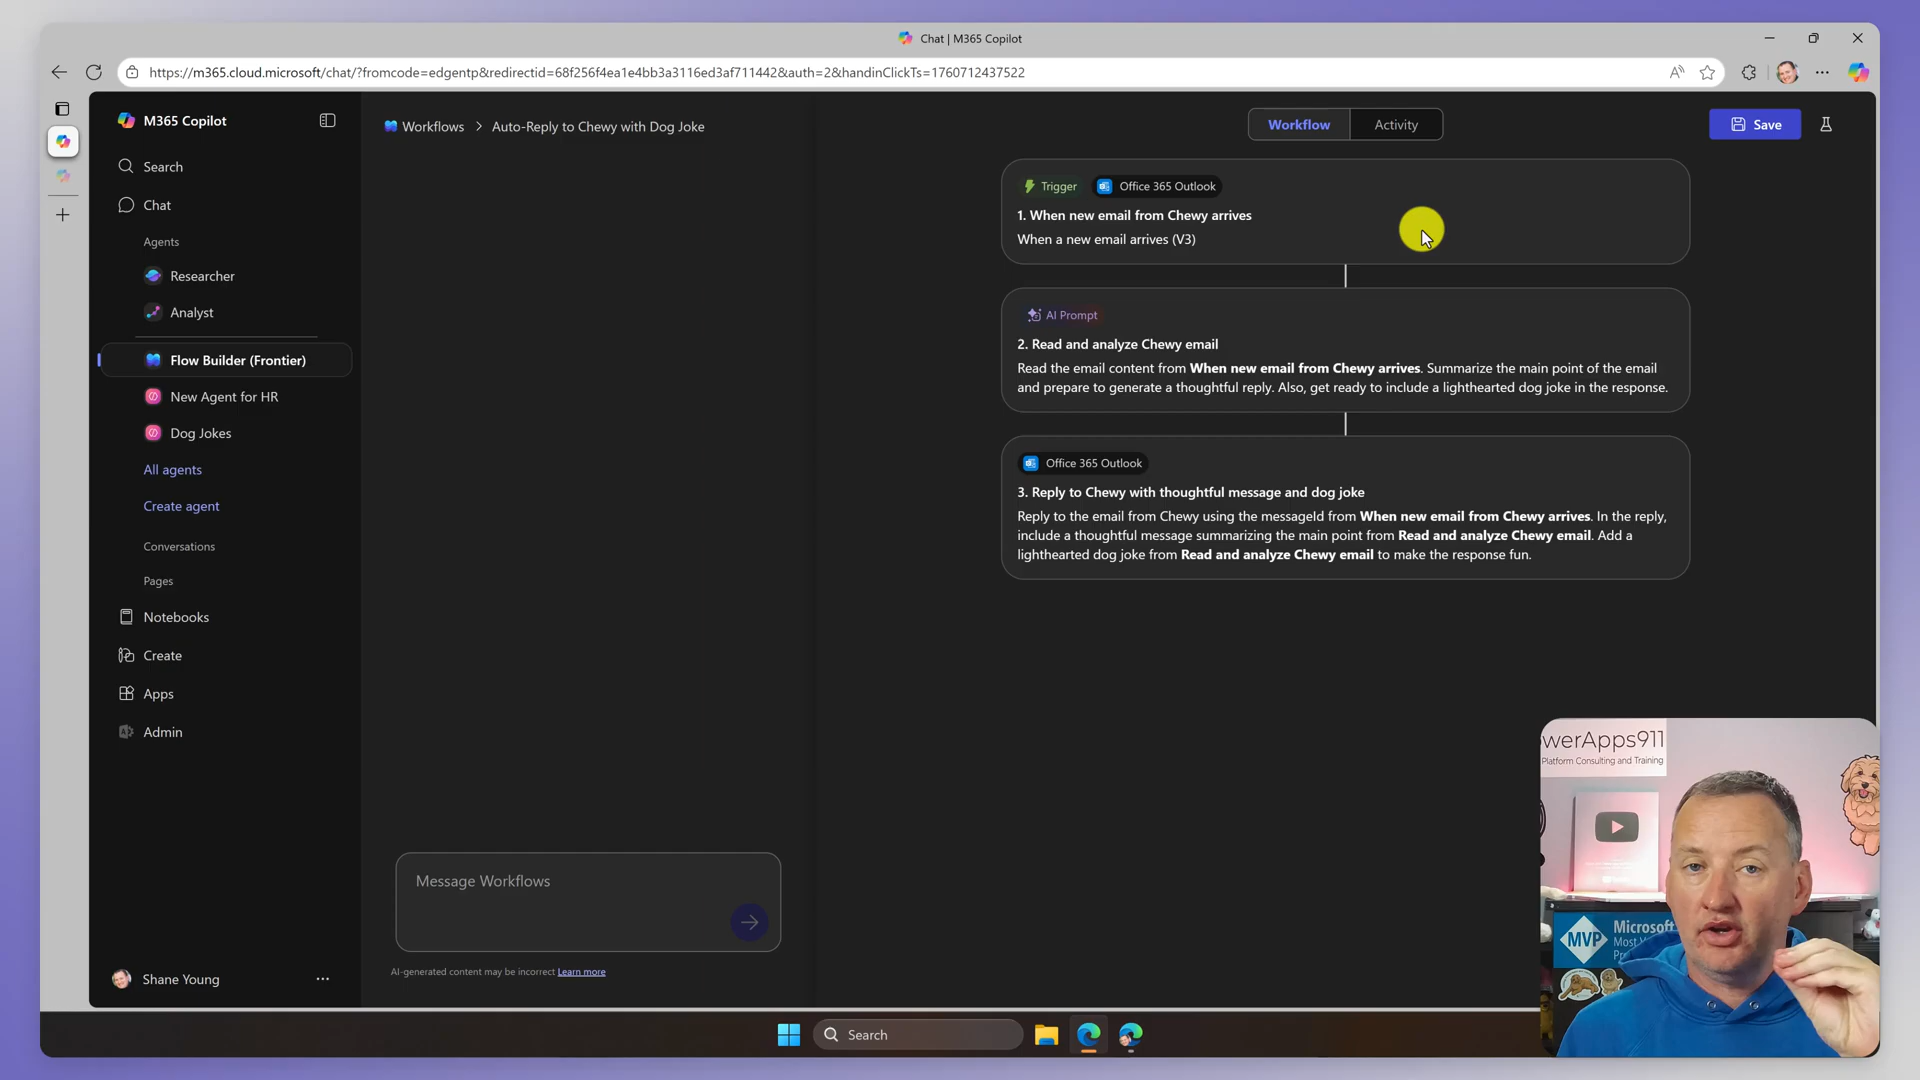 Chat | M365 Copilot
https://m365.cloud.microsoft/chat/?fromcode=edgentp&redirectid=68f256f4ea1e4bb3a3116ed3af711442&auth=2&handinClickTs=1760712437522
M365 Copilot
Search
Chat
Agents
Researcher
Analyst
Flow Builder (Frontier)
New Agent for HR
Dog Jokes
All agents
Create agent
Conversations
Pages
Notebooks
Create
Apps
Admin
Shane Young
Workflows > Auto-Reply to Chewy with Dog Joke
Message Workflows
AI-generated content may be incorrect Learn more
Workflow
Activity
Save
Trigger
Office 365 Outlook
1. When new email from Chewy arrives
When a new email arrives (V3)
AI Prompt
2. Read and analyze Chewy email
Read the email content from When new email from Chewy arrives. Summarize the main point of the email
and prepare to generate a thoughtful reply. Also, get ready to include a lighthearted dog joke in the response.
Office 365 Outlook
3. Reply to Chewy with thoughtful message and dog joke
Reply to the email from Chewy using the messageId from When new email from Chewy arrives. In the reply,
include a thoughtful message summarizing the main point from Read and analyze Chewy email. Add a
lighthearted dog joke from Read and analyze Chewy email to make the response fun.
owerApps911
Platform Consulting and Training
MVP
Microsoft
Most
Search